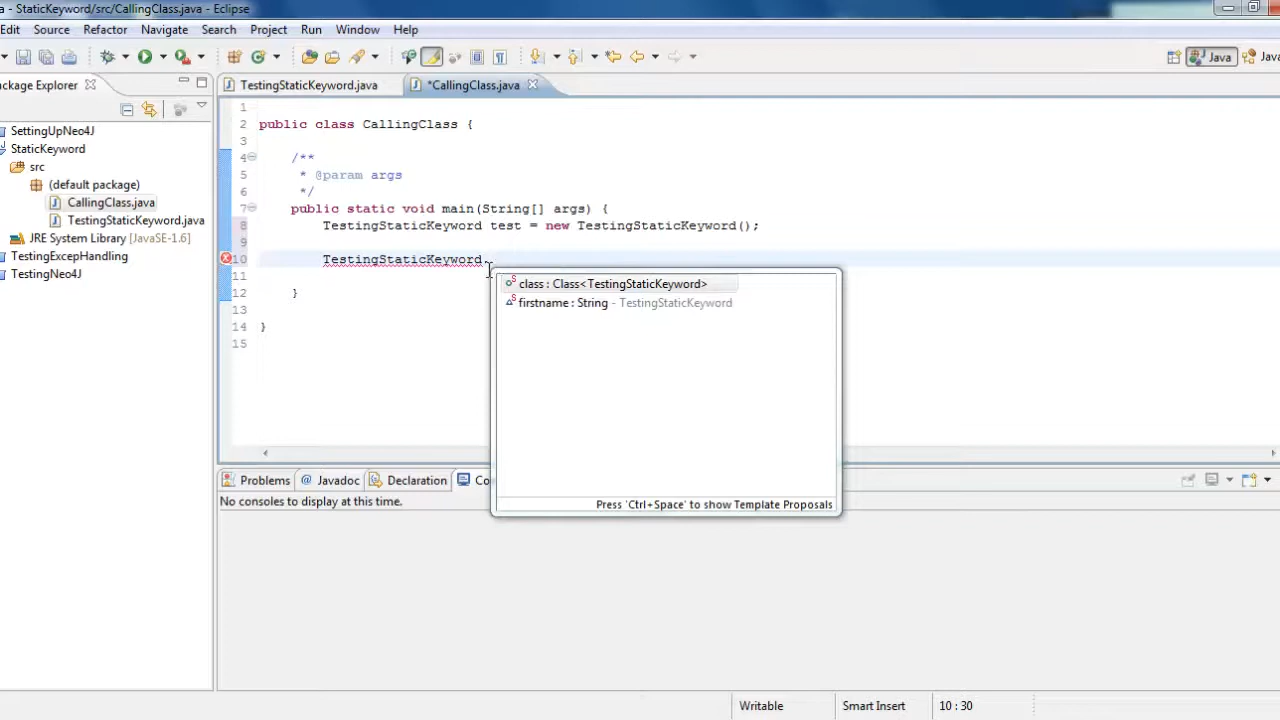 a - StaticKeyword/src/CallingClass.java - Eclipse
Edit Source Refactor Navigate Search Project Run Window Help
Java Java
ackage Explorer TestingStaticKeyword.java *CallingClass.java
SettingUpNeo4J
StaticKeyword
src
(default package)
CallingClass.java
TestingStaticKeyword.java
JRE System Library [JavaSE-1.6]
TestingExcepHandling
TestingNeo4J
1
2 public class CallingClass {
3
4 /**
5 * @param args
6 */
7 public static void main(String[] args) {
8 TestingStaticKeyword test = new TestingStaticKeyword();
9
10 TestingStaticKeyword.
11
12 }
13
14 }
15
class : Class<TestingStaticKeyword>
firstname : String - TestingStaticKeyword
Press 'Ctrl+Space' to show Template Proposals
Problems @ Javadoc Declaration Co
No consoles to display at this time.
Writable Smart Insert 10 : 30